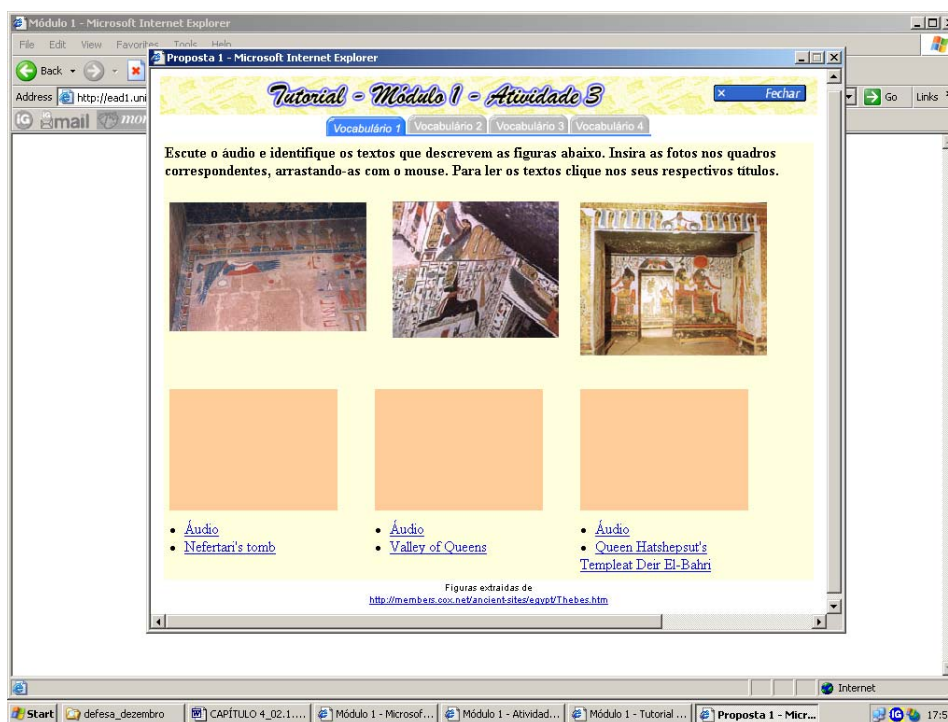 Módulo 1 - Microsoft Internet Explorer
File Edit View Favorites Tools Help
Proposta 1 - Microsoft Internet Explorer
Back
Address http://ead1.uni
Go Links
iG email
Tutorial - Módulo 1 - Atividade 3
× Fechar
Vocabulário 1 Vocabulário 2 Vocabulário 3 Vocabulário 4
Escute o áudio e identifique os textos que descrevem as figuras abaixo. Insira as fotos nos quadros
correspondentes, arrastando-as com o mouse. Para ler os textos clique nos seus respectivos títulos.
• Áudio
• Nefertari's tomb
• Áudio
• Valley of Queens
• Áudio
• Queen Hatshepsut's
Templeat Deir El-Bahri
Figuras extraidas de
http://members.cox.net/ancient-sites/egypt/Thebes.htm
Internet
Start defesa_dezembro CAPÍTULO 4_02.1.... Módulo 1 - Microsof... Módulo 1 - Atividad... Módulo 1 - Tutorial ... Proposta 1 - Micr... iG